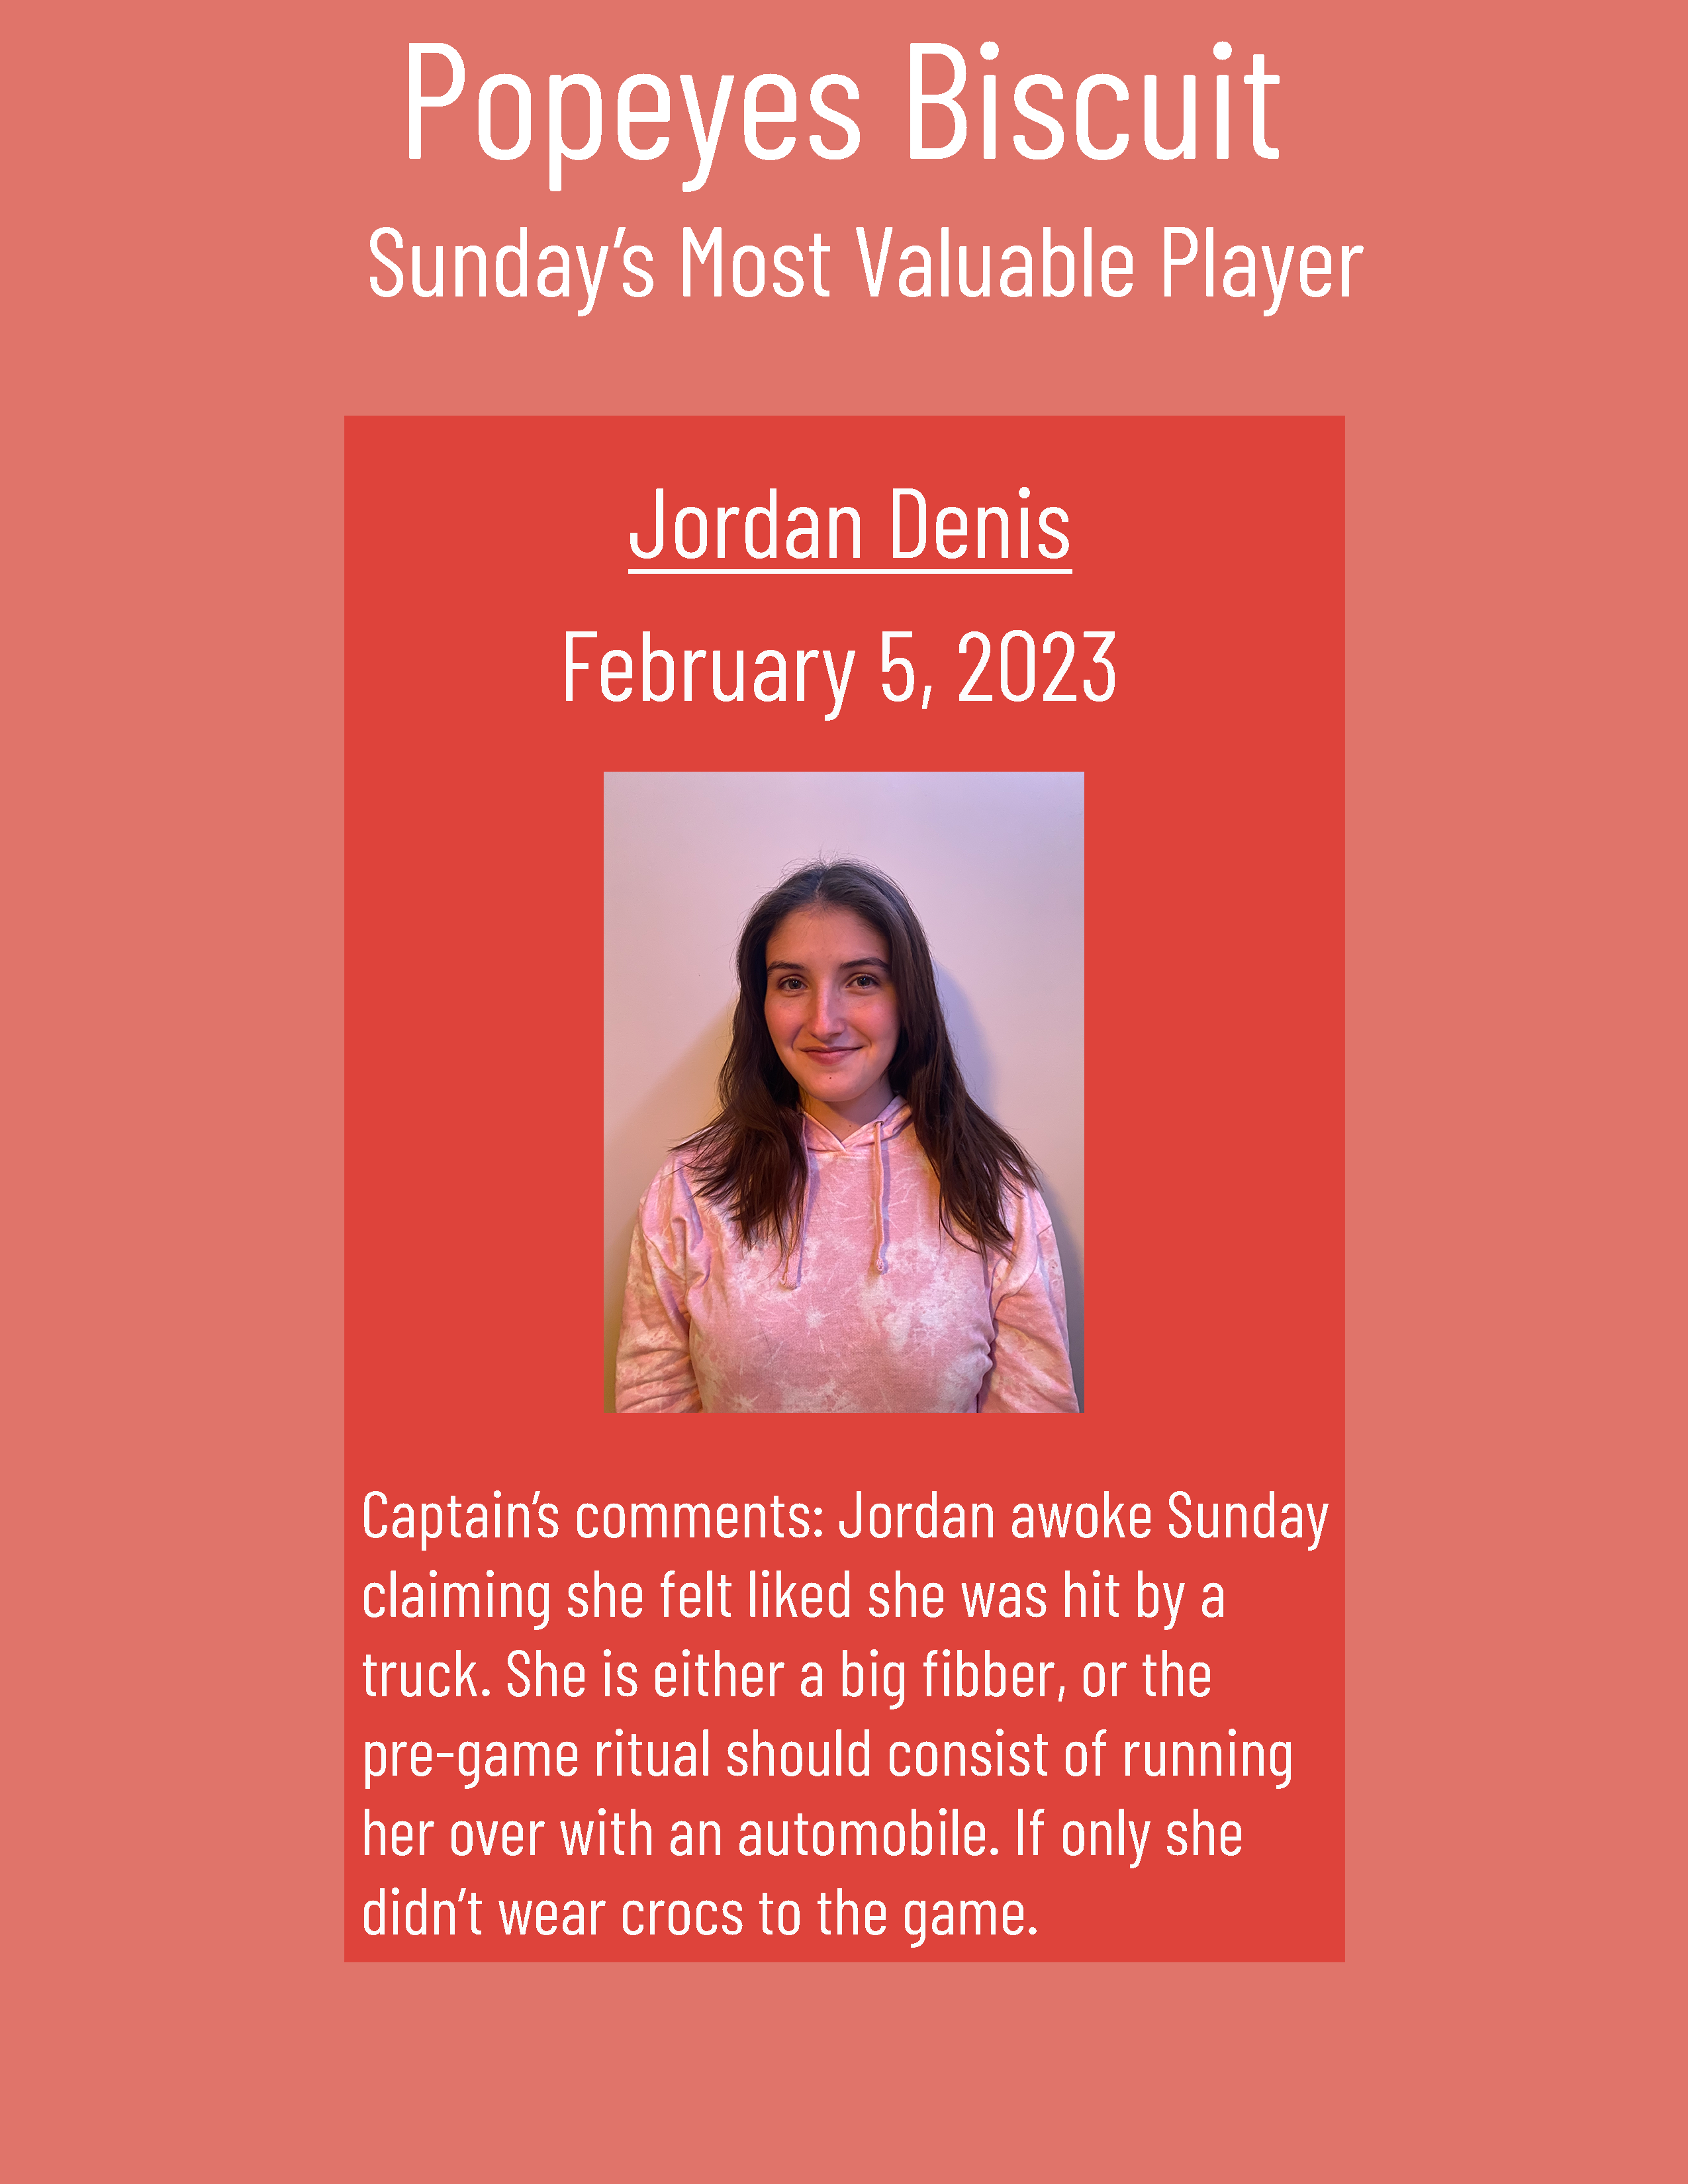 Popeyes Biscuit
Sunday’s Most Valuable Player
Jordan Denis
February 5, 2023
Captain’s comments: Jordan awoke Sunday
claiming she felt liked she was hit by a
truck. She is either a big fibber, or the
pre-game ritual should consist of running
her over with an automobile. If only she
didn’t wear crocs to the game.